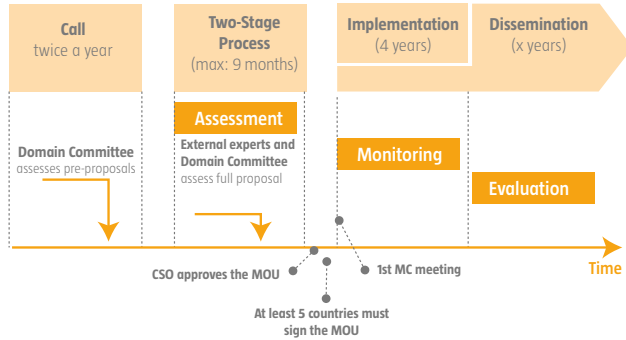 Call
twice a year
Two-Stage
Process
(max: 9 months)
Implementation
(4 years)
Dissemination
(x years)
Assessment
Domain Committee
assesses pre-proposals
External experts and
Domain Committee
assess full proposal
Monitoring
Evaluation
CSO approves the MOU
1st MC meeting
Time
At least 5 countries must
sign the MOU